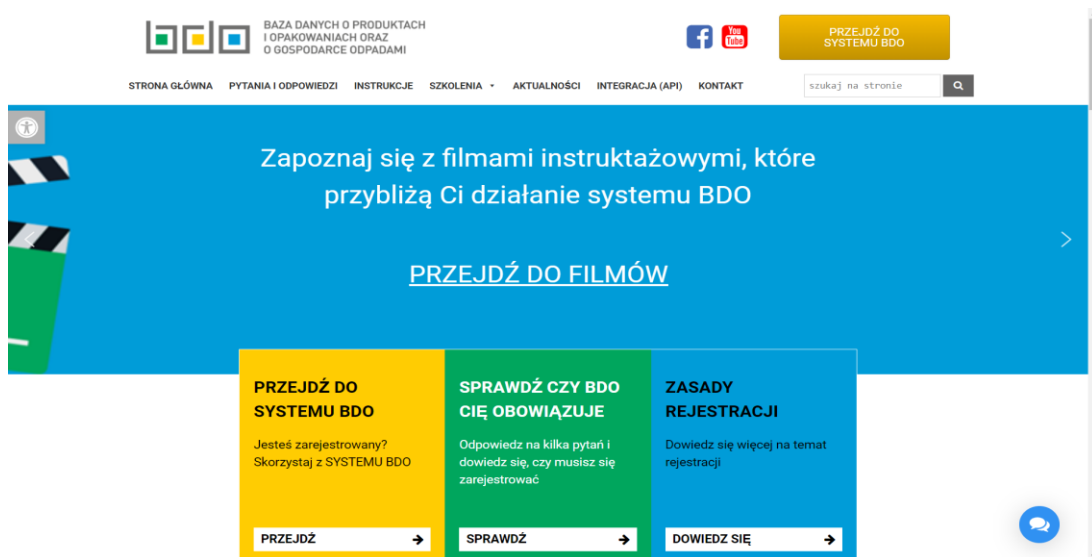 bdo
BAZA DANYCH O PRODUKTACH
I OPAKOWANIACH ORAZ
O GOSPODARCE ODPADAMI
f
You
Tube
PRZEJDŹ DO
SYSTEMU BDO
STRONA GŁÓWNA PYTANIA I ODPOWIEDZI INSTRUKCJE SZKOLENIA AKTUALNOŚCI INTEGRACJA (API) KONTAKT szukaj na stronie
Zapoznaj się z filmami instruktażowymi, które
przybliżą Ci działanie systemu BDO
PRZEJDŹ DO FILMÓW
PRZEJDŹ DO
SYSTEMU BDO
Jesteś zarejestrowany?
Skorzystaj z SYSTEMU BDO
PRZEJDŹ
SPRAWDŹ CZY BDO
CIĘ OBOWIĄZUJE
Odpowiedz na kilka pytań i
dowiedz się, czy musisz się
zarejestrować
SPRAWDŹ
ZASADY
REJESTRACJI
Dowiedz się więcej na temat
rejestracji
DOWIEDZ SIĘ